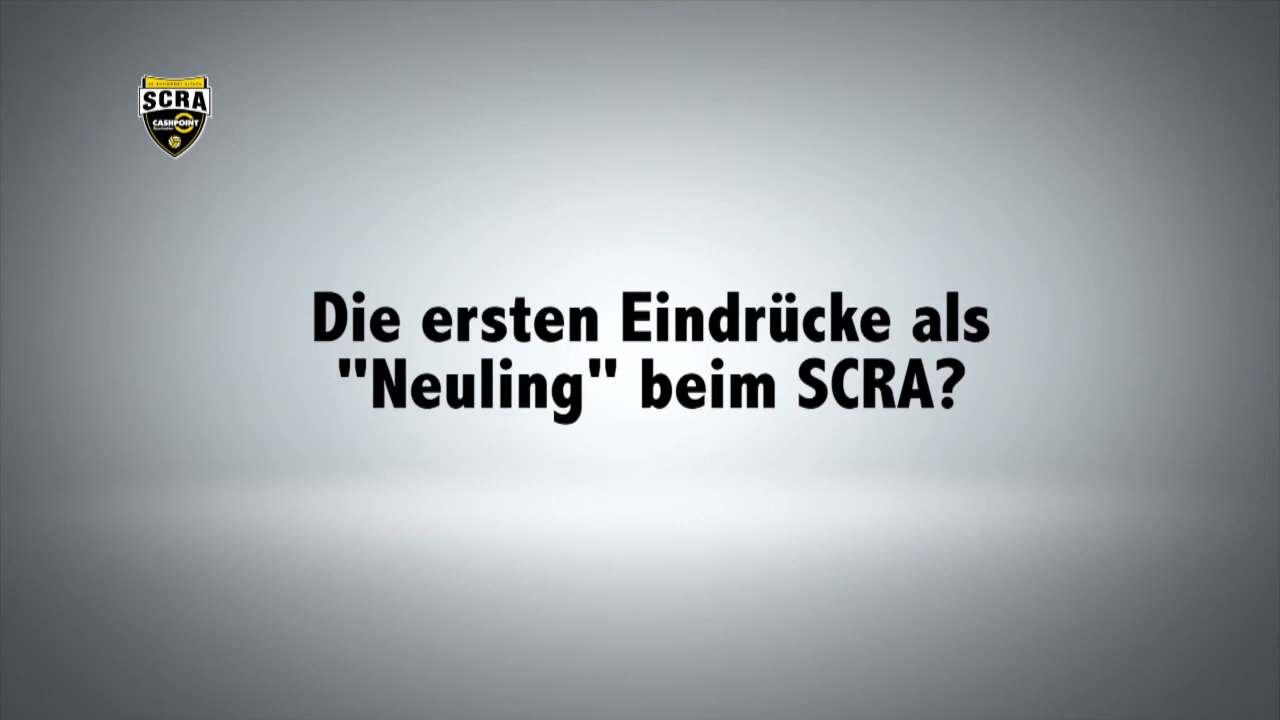 SCRA
CASHPOINT
Die ersten Eindrücke als
"Neuling" beim SCRA?